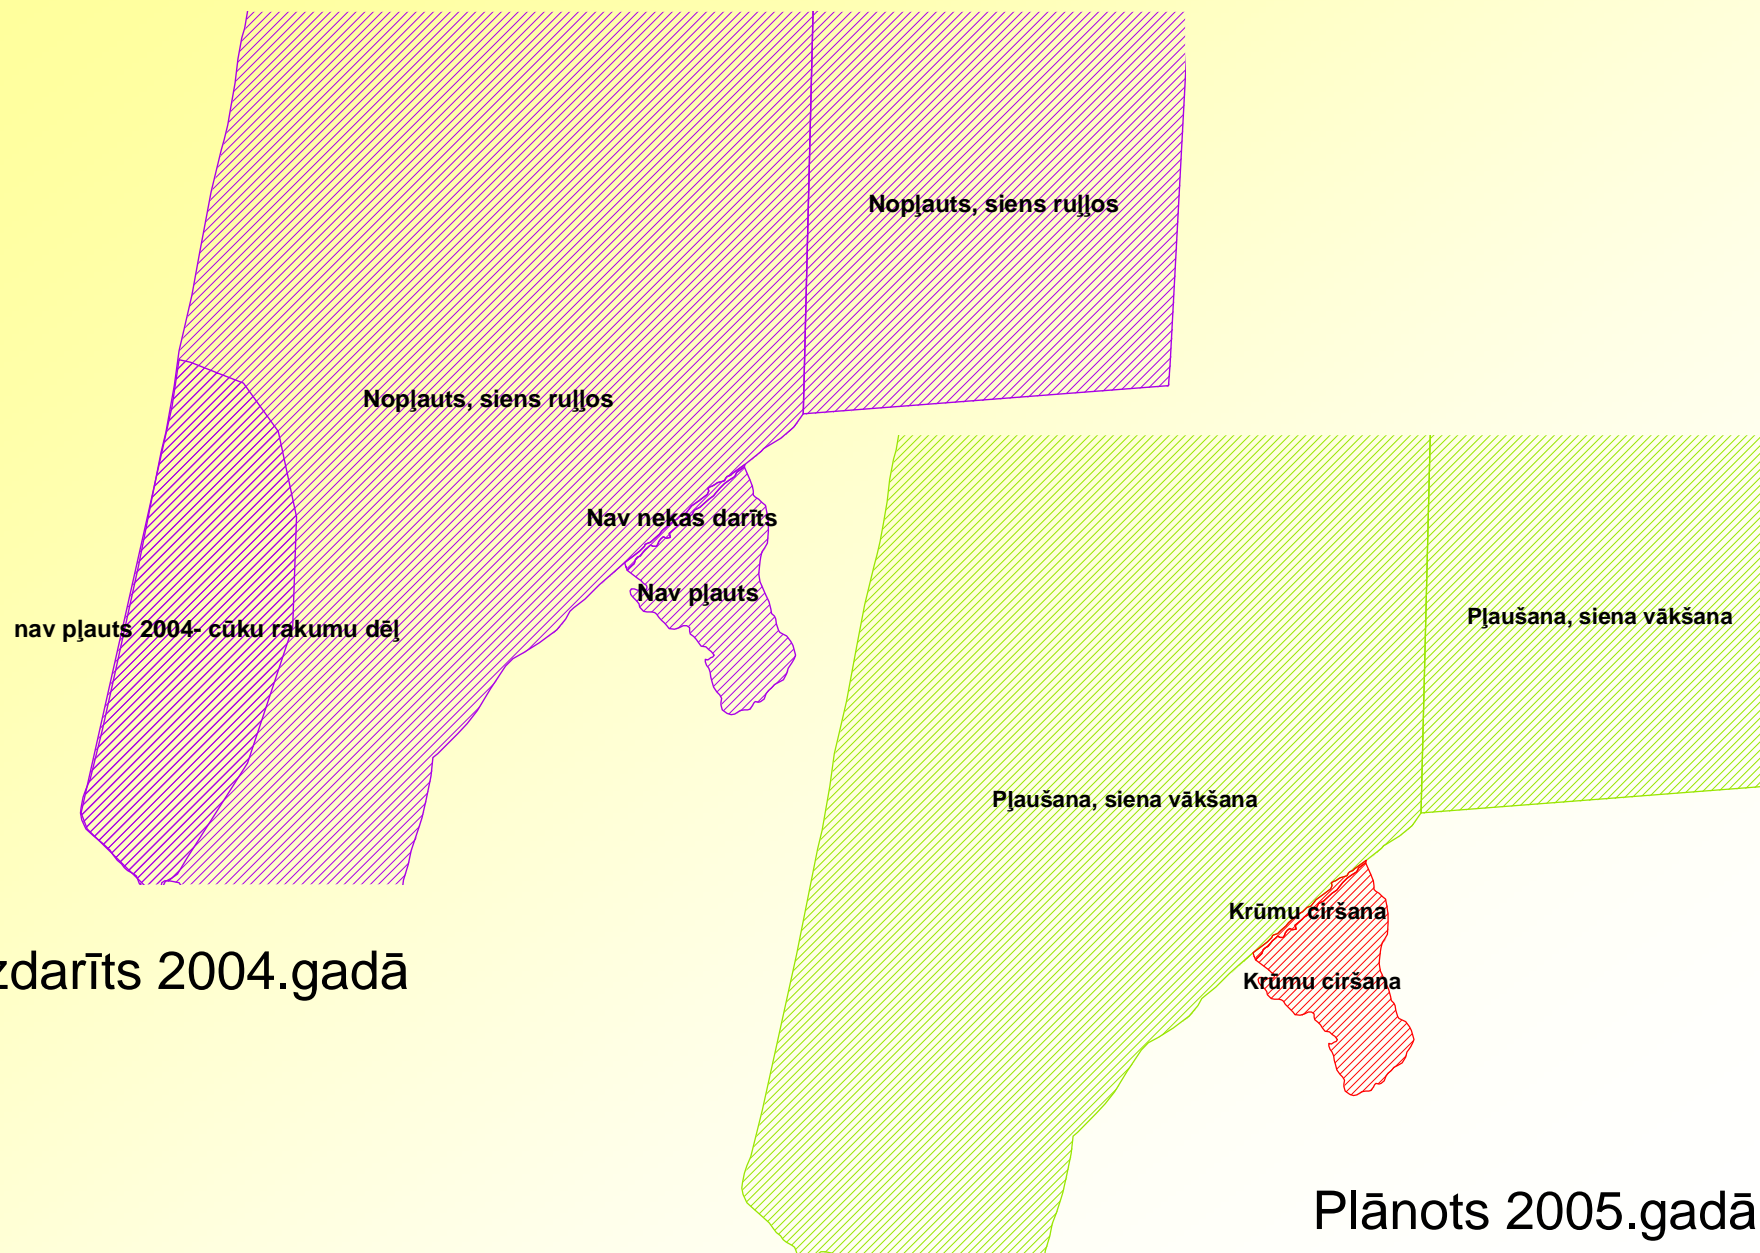 Nopļauts, siens ruļļos
Nopļauts, siens ruļļos
Nav nekas darīts
Nav pļauts
nav pļauts 2004- cūku rakumu dēļ
zdarīts 2004.gadā
Pļaušana, siena vākšana
Pļaušana, siena vākšana
Krūmu ciršana
Krūmu ciršana
Plānots 2005.gadā